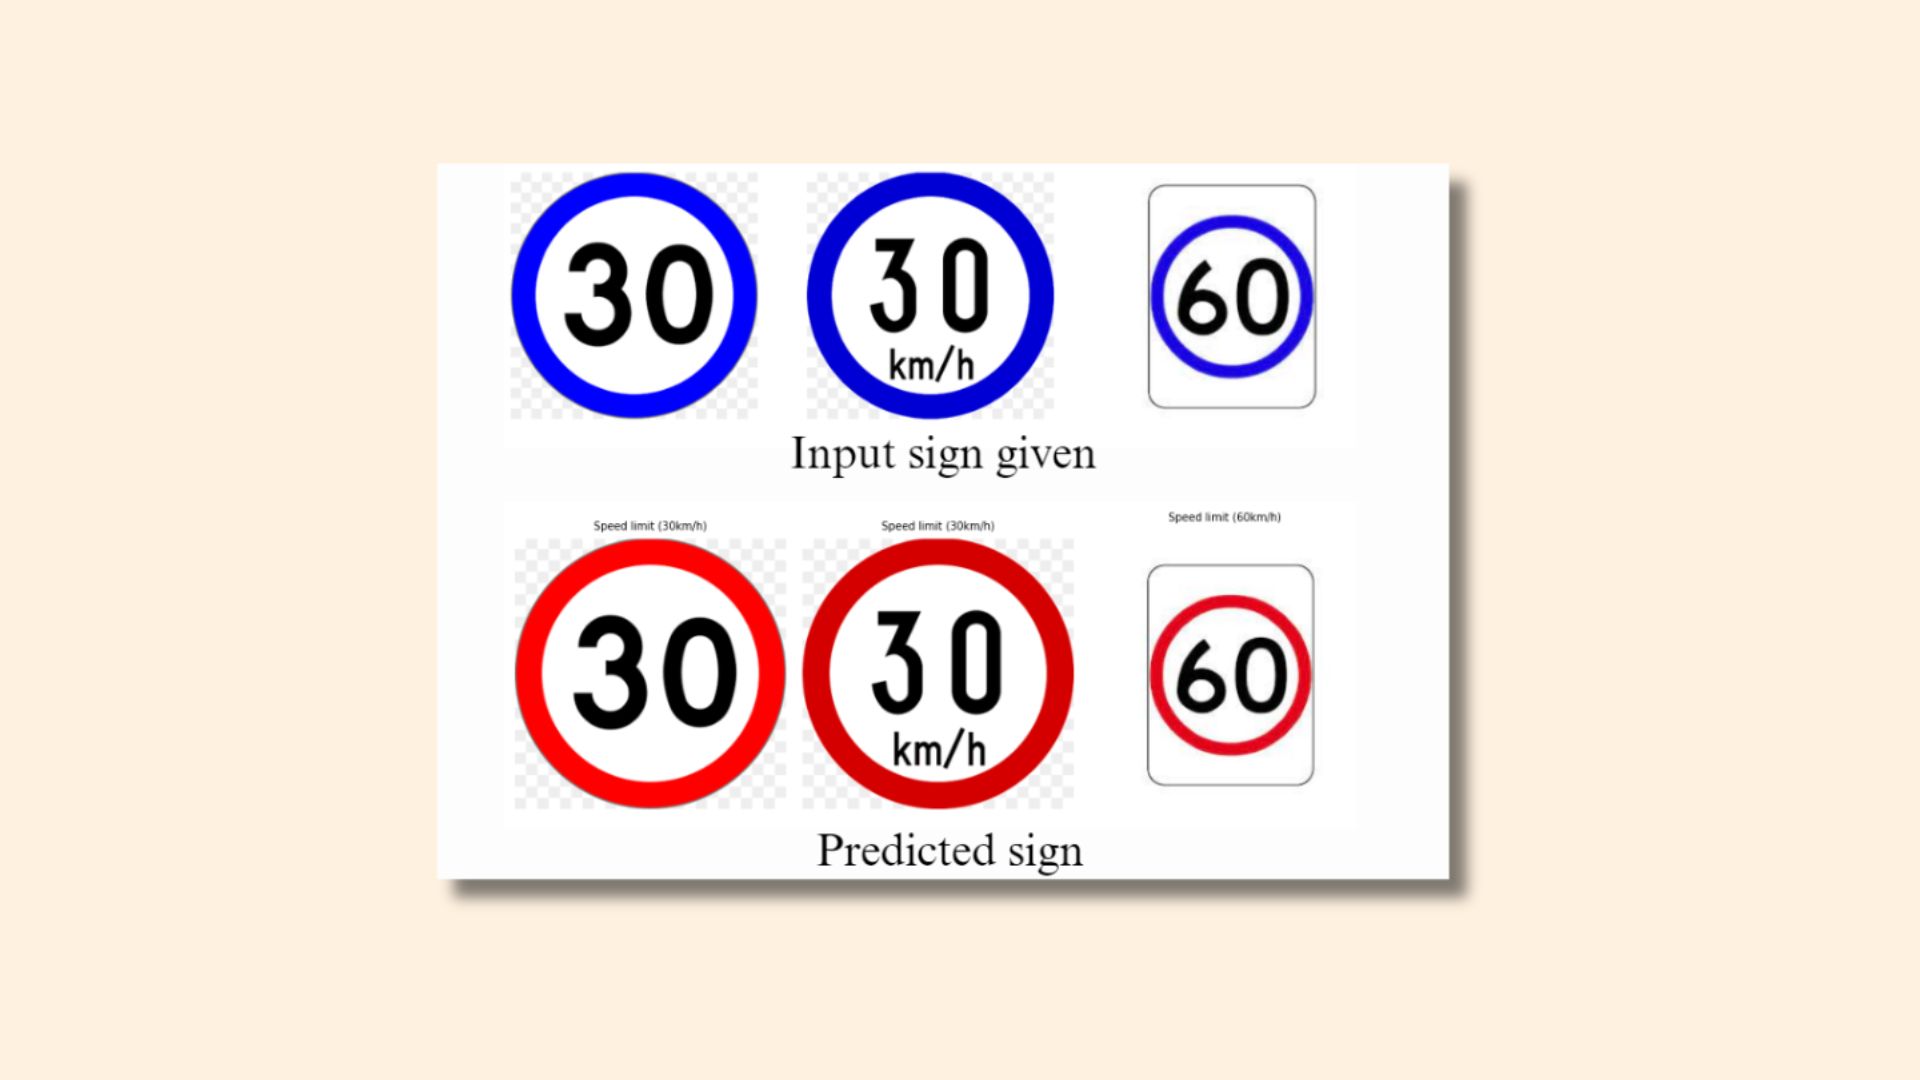 30 30 60
km/h
Input sign given
Speed limit (30km/h) Speed limit (30km/h) Speed limit (60km/h)
30 30 60
km/h
Predicted sign